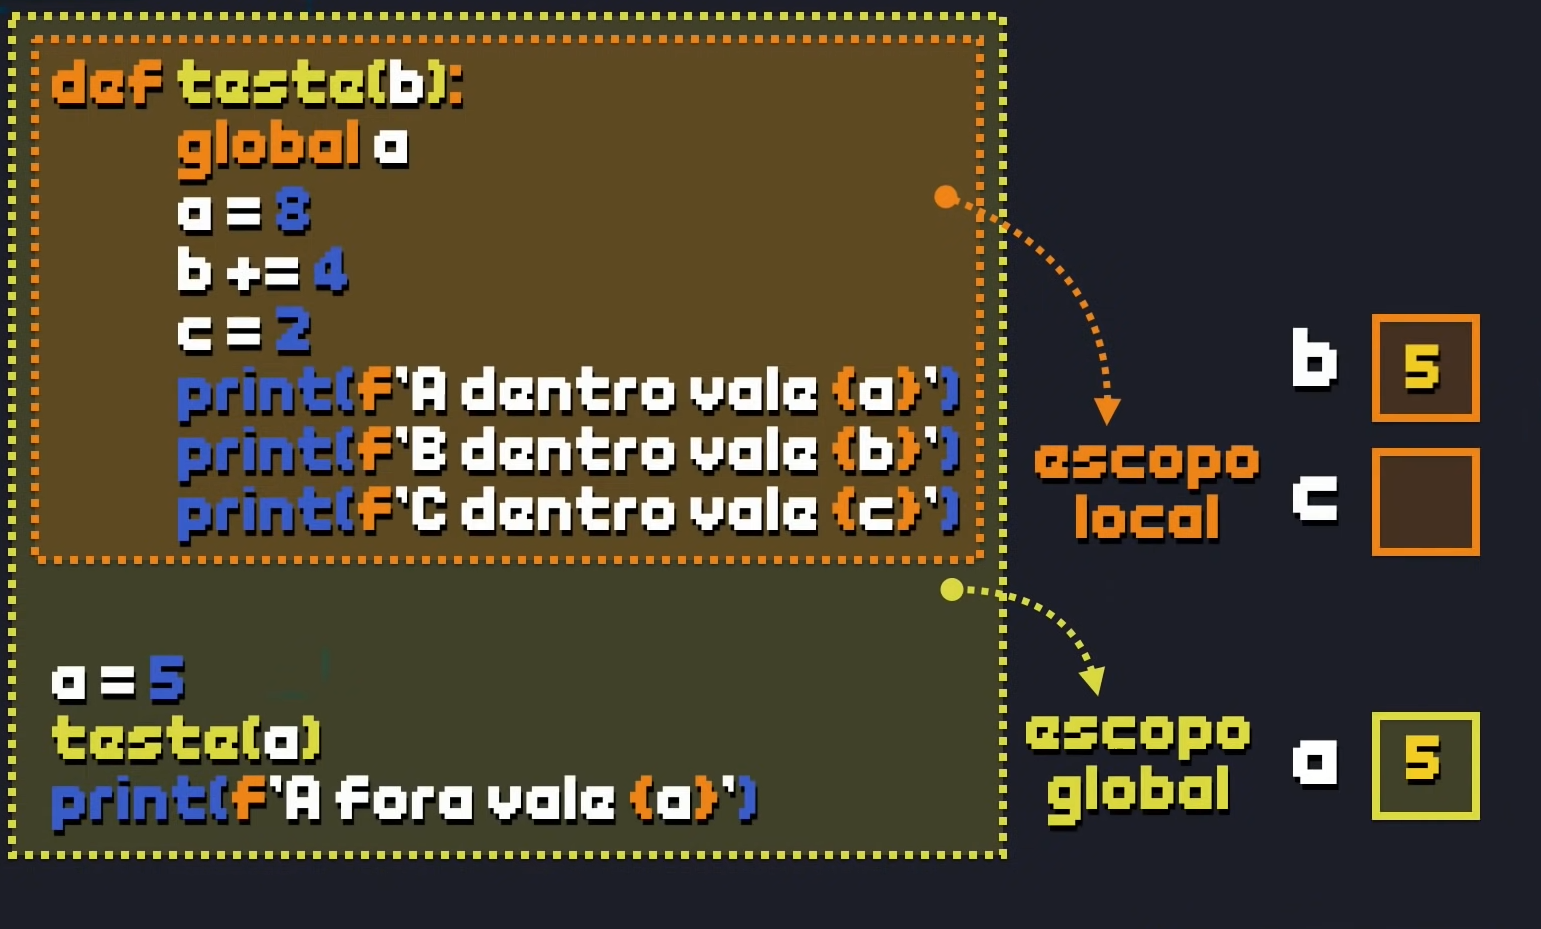 def teste(b):
global a
a = 8
b += 4
c = 2
print(f'A dentro vale {a}')
print(f'B dentro vale {b}')
print(f'C dentro vale {c}')
a = 5
teste(a)
print(f'A fora vale {a}')
b 5
escopo
local
c
escopo
global
a 5